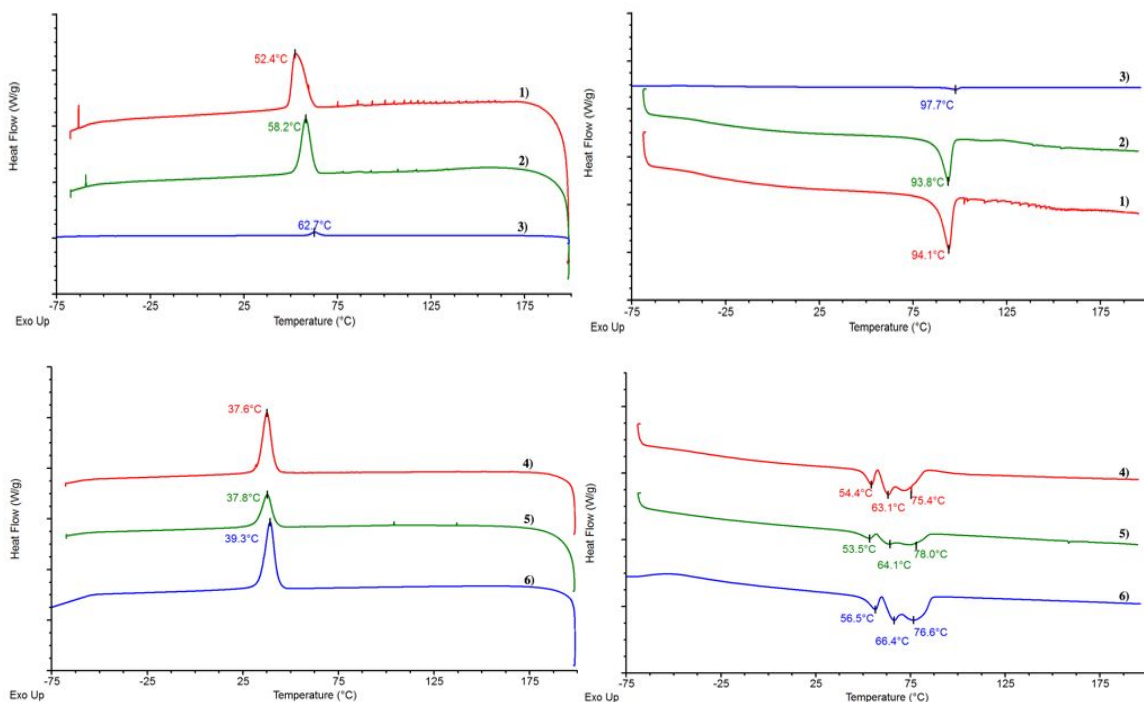 Heat Flow (W/g)
52.4°C
1)
58.2°C
2)
62.7°C
3)
-75
-25
25
75
125
175
Exo Up
Temperature (°C)
Heat Flow (W/g)
3)
97.7°C
2)
93.8°C
1)
94.1°C
-75
-25
25
75
125
175
Exo Up
Temperature (°C)
Heat Flow (W/g)
37.6°C
4)
37.8°C
5)
39.3°C
6)
-75
-25
25
75
125
175
Exo Up
Temperature (°C)
Heat Flow (W/g)
4)
54.4°C
63.1°C
75.4°C
5)
53.5°C
64.1°C
78.0°C
6)
56.5°C
66.4°C
76.6°C
-75
-25
25
75
125
175
Exo Up
Temperature (°C)